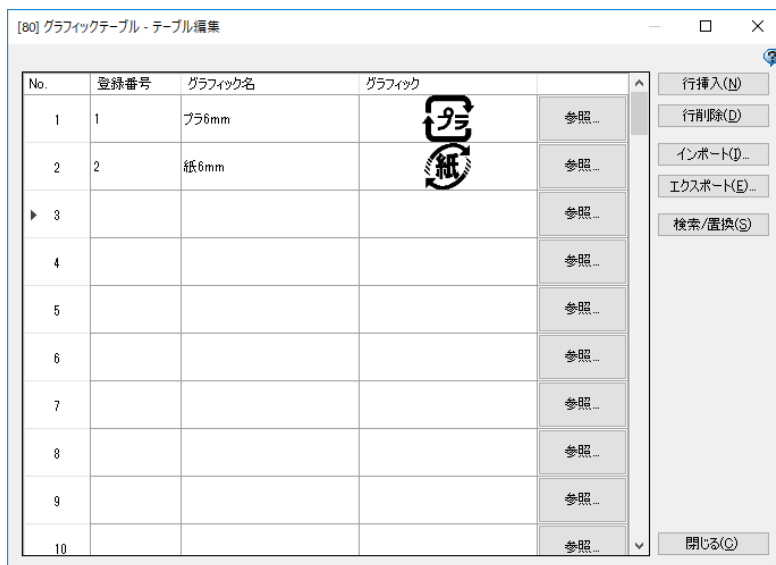 [80] グラフィックテーブル - テーブル編集
No. 登録番号 グラフィック名 グラフィック
1 1 プラ6mm プラ 参照...
2 2 紙6mm 紙 参照...
3 参照...
4 参照...
5 参照...
6 参照...
7 参照...
8 参照...
9 参照...
10 参照...
行挿入(N)
行削除(D)
インポート(I)...
エクスポート(E)...
検索/置換(S)
閉じる(C)